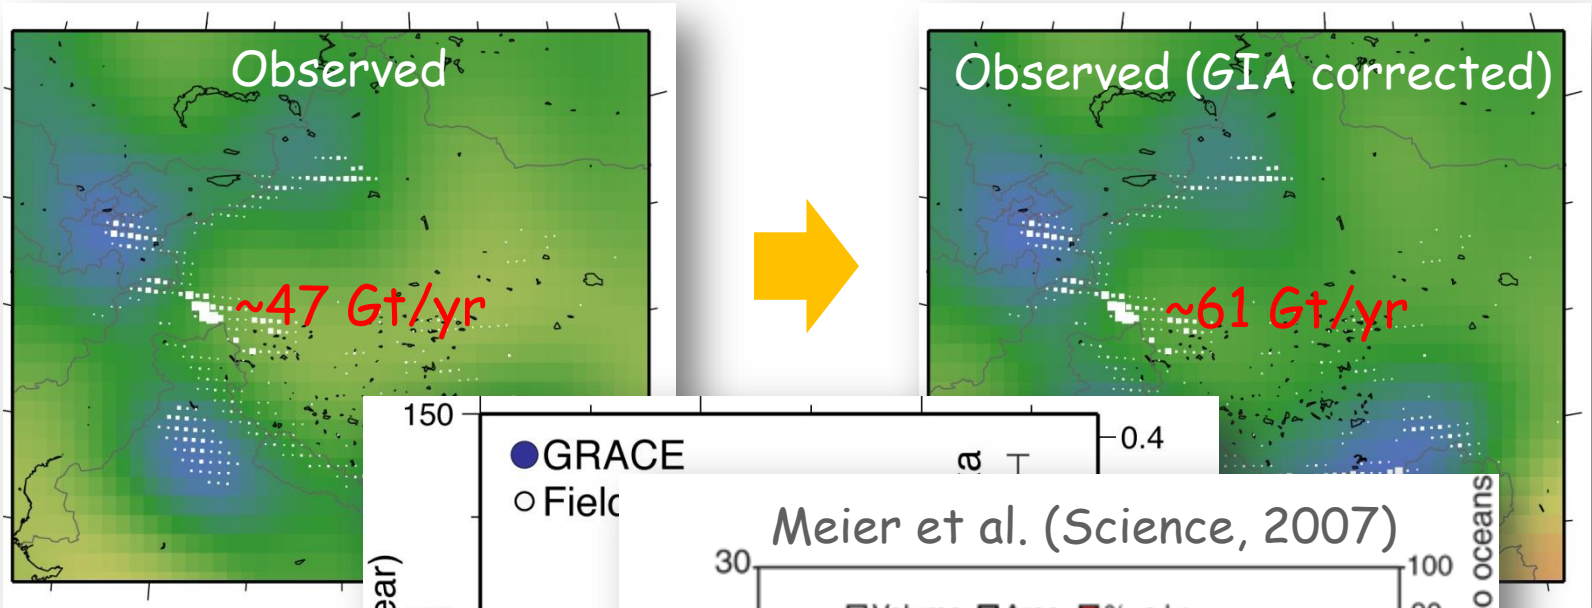 Observed
~47 Gt/yr
Observed (GIA corrected)
~61 Gt/yr
150
GRACE
0.4
Meier et al. (Science, 2007)
30
100
o oceans